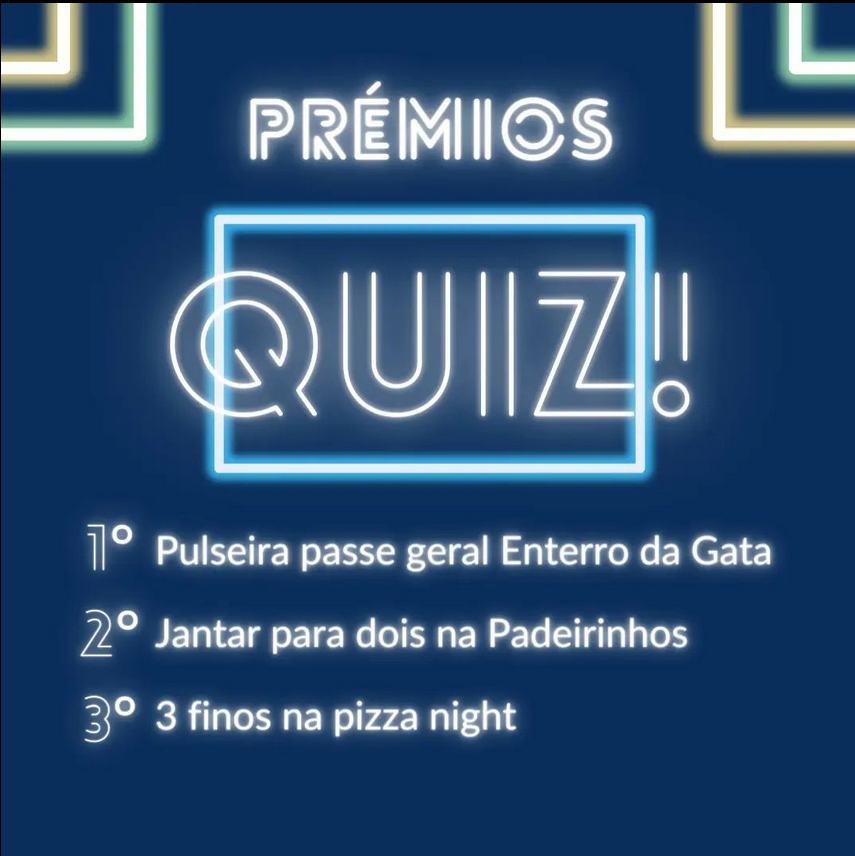 PRÉMIOS
QUIZ!
1º Pulseira passe geral Enterro da Gata
2º Jantar para dois na Padeirinhos
3º 3 finos na pizza night